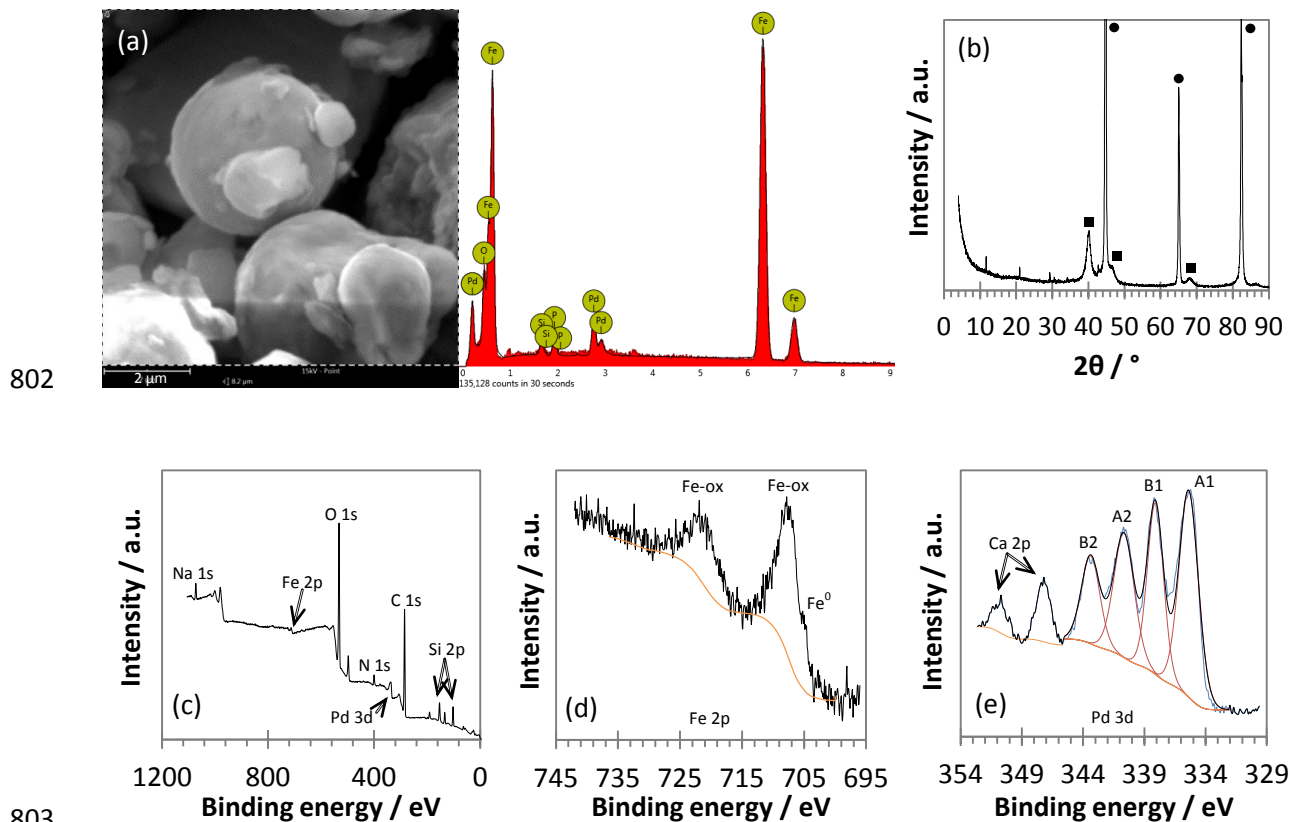 (a)
Fe
Fe
Fe
O
Pd
Si
Si
P
P
Pd
Pd
Fe
0 1 2 3 4 5 6 7 8 9
135,128 counts in 30 seconds
2 µm
8.2 µm
15kV - Point
(b)
Intensity / a.u.
0 10 20 30 40 50 60 70 80 90
2θ / °
802
Intensity / a.u.
Na 1s
Fe 2p
O 1s
C 1s
N 1s
Pd 3d
Si 2p
(c)
1200 800 400 0
Binding energy / eV
Intensity / a.u.
Fe-ox
Fe-ox
Fe⁰
(d)
Fe 2p
745 735 725 715 705 695
Binding energy / eV
Intensity / a.u.
Ca 2p
B2
A2
B1
A1
(e)
Pd 3d
354 349 344 339 334 329
Binding energy / eV
803